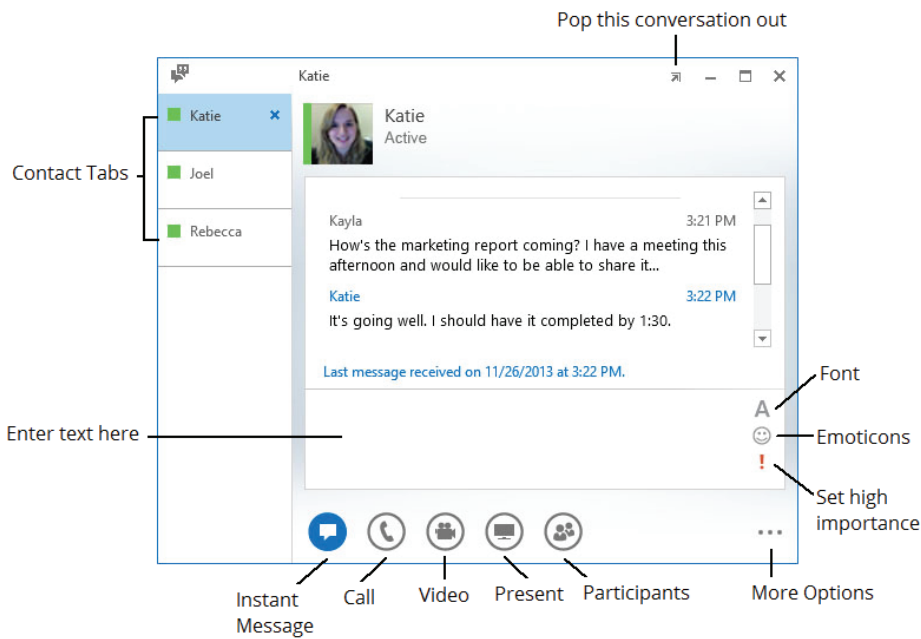 Pop this conversation out
Katie
Katie
Joel
Rebecca
Contact Tabs
Katie
Active
Kayla 3:21 PM
How's the marketing report coming? I have a meeting this
afternoon and would like to be able to share it...
Katie 3:22 PM
It's going well. I should have it completed by 1:30.
Last message received on 11/26/2013 at 3:22 PM.
Enter text here
A
!
Font
Emoticons
Set high
importance
Instant
Message
Call
Video
Present
Participants
More Options